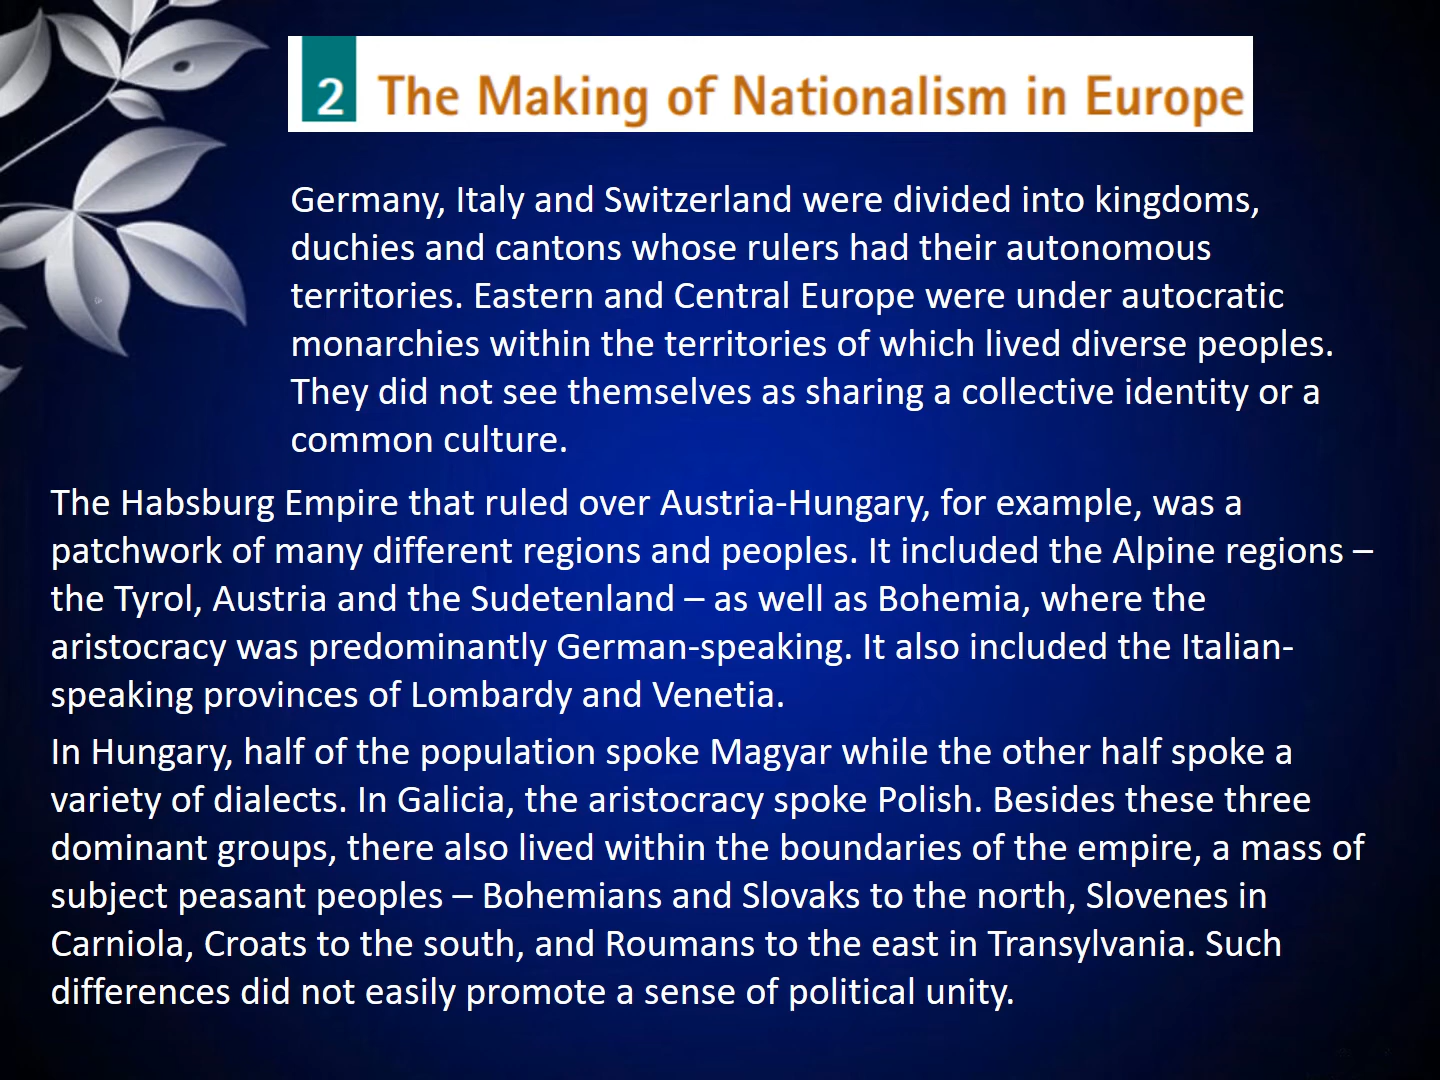 2 The Making of Nationalism in Europe
Germany, Italy and Switzerland were divided into kingdoms,
duchies and cantons whose rulers had their autonomous
territories. Eastern and Central Europe were under autocratic
monarchies within the territories of which lived diverse peoples.
They did not see themselves as sharing a collective identity or a
common culture.
The Habsburg Empire that ruled over Austria-Hungary, for example, was a
patchwork of many different regions and peoples. It included the Alpine regions –
the Tyrol, Austria and the Sudetenland – as well as Bohemia, where the
aristocracy was predominantly German-speaking. It also included the Italian-
speaking provinces of Lombardy and Venetia.
In Hungary, half of the population spoke Magyar while the other half spoke a
variety of dialects. In Galicia, the aristocracy spoke Polish. Besides these three
dominant groups, there also lived within the boundaries of the empire, a mass of
subject peasant peoples – Bohemians and Slovaks to the north, Slovenes in
Carniola, Croats to the south, and Roumans to the east in Transylvania. Such
differences did not easily promote a sense of political unity.